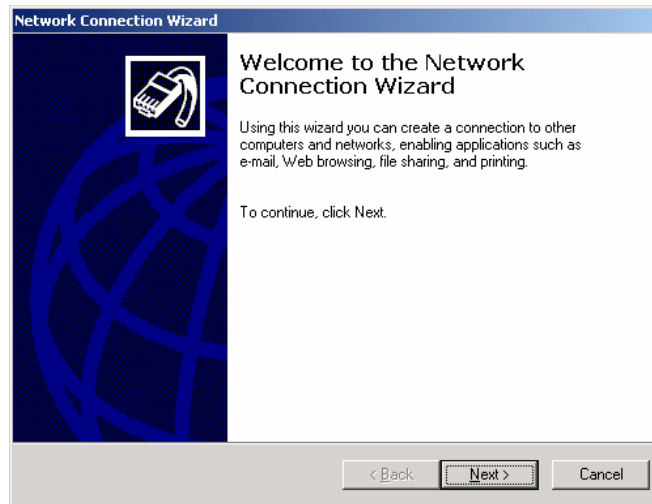 Network Connection Wizard
Welcome to the Network
Connection Wizard
Using this wizard you can create a connection to other
computers and networks, enabling applications such as
e-mail, Web browsing, file sharing, and printing.
To continue, click Next.
< Back Next > Cancel